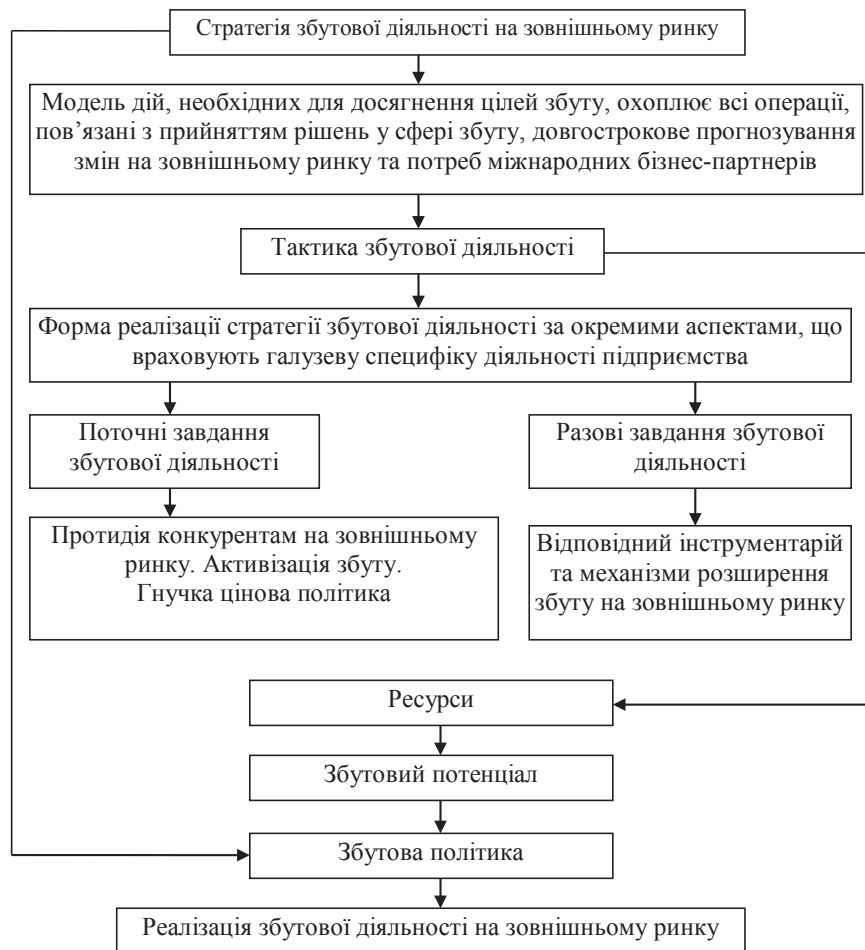 Стратегія збутової діяльності на зовнішньому ринку
Модель дій, необхідних для досягнення цілей збуту, охоплює всі операції,
пов’язані з прийняттям рішень у сфері збуту, довгострокове прогнозування
змін на зовнішньому ринку та потреб міжнародних бізнес-партнерів
Тактика збутової діяльності
Форма реалізації стратегії збутової діяльності за окремими аспектами, що
враховують галузеву специфіку діяльності підприємства
Поточні завдання
збутової діяльності
Разові завдання збутової
діяльності
Протидія конкурентам на зовнішньому
ринку. Активізація збуту.
Гнучка цінова політика
Відповідний інструментарій
та механізми розширення
збуту на зовнішньому ринку
Ресурси
Збутовий потенціал
Збутова політика
Реалізація збутової діяльності на зовнішньому ринку